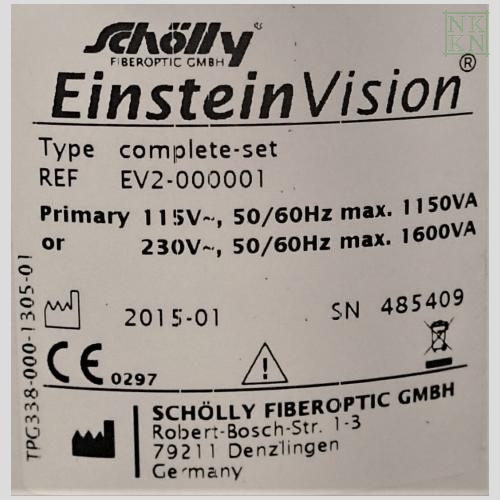 Schölly
FIBEROPTIC GMBH
EinsteinVision®
Type complete-set
REF EV2-000001
Primary 115V~, 50/60Hz max. 1150VA
or 230V~, 50/60Hz max. 1600VA
2015-01 SN 485409
CE 0297
SCHÖLLY FIBEROPTIC GMBH
Robert-Bosch-Str. 1-3
79211 Denzlingen
Germany
TPG338-000-1305-01
NK
KN